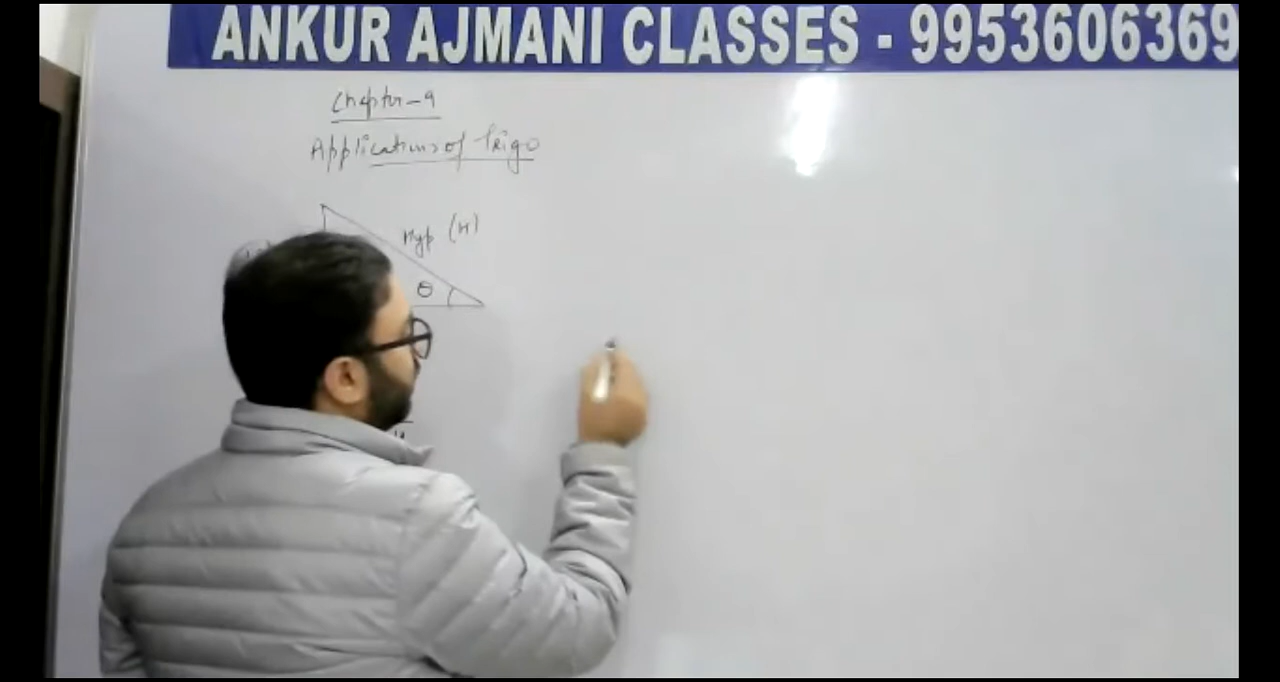 ANKUR AJMANI CLASSES - 9953606369
Chapter-9
Applications of Trigo
Hyp (H)
θ